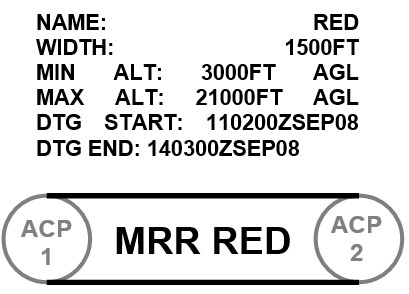 NAME: RED
WIDTH: 1500FT
MIN ALT: 3000FT AGL
MAX ALT: 21000FT AGL
DTG START: 110200ZSEP08
DTG END: 140300ZSEP08
ACP 1
MRR RED
ACP 2